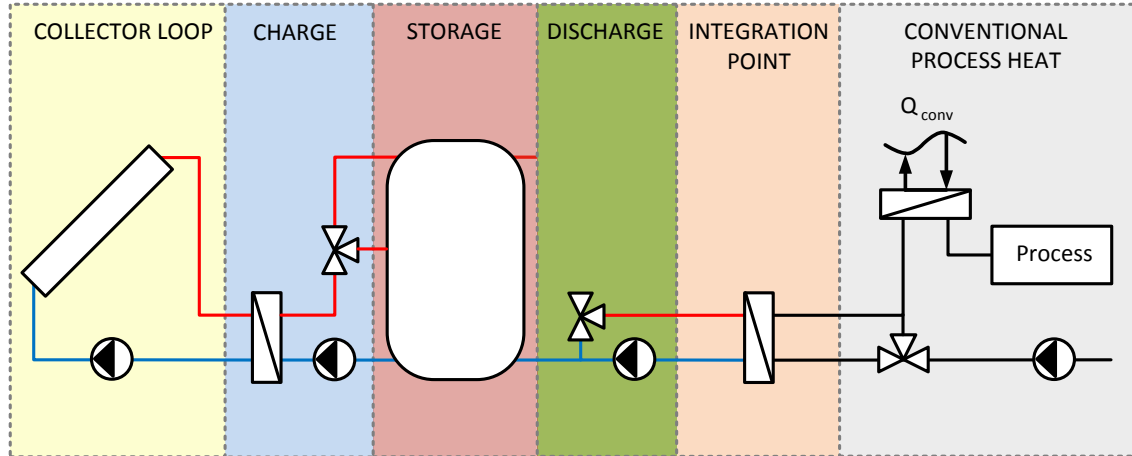 COLLECTOR LOOP
CHARGE
STORAGE
DISCHARGE
INTEGRATION
POINT
CONVENTIONAL
PROCESS HEAT
Q conv
Process